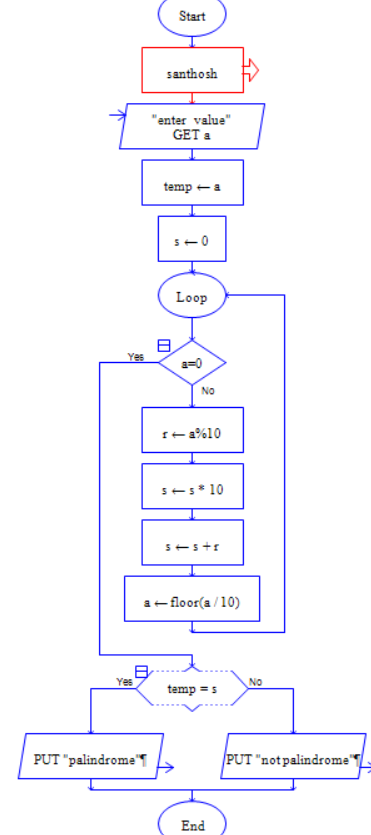 Start
santhosh
"enter value"
GET a
temp ← a
s ← 0
Loop
Yes
a=0
No
r ← a%10
s ← s * 10
s ← s + r
a ← floor(a / 10)
Yes
temp = s
No
PUT "palindrome"¶
PUT "not palindrome"¶
End